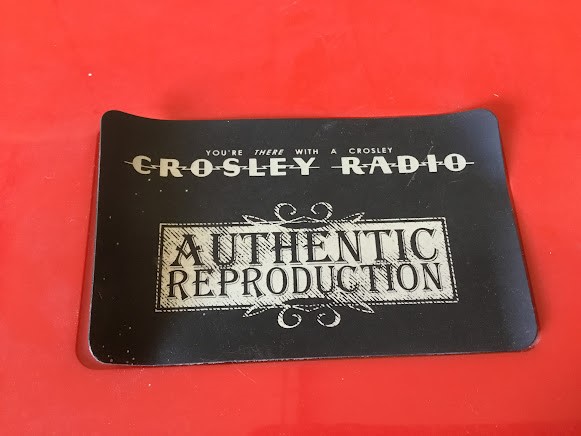 YOU'RE THERE WITH A CROSLEY
CROSLEY RADIO
AUTHENTIC
REPRODUCTION